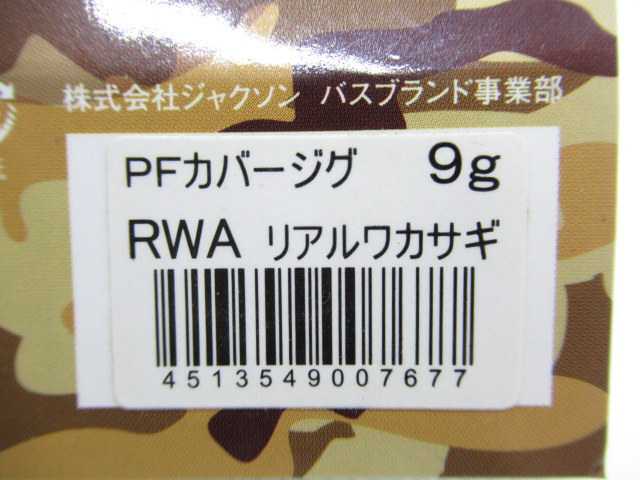 株式会社ジャクソン バスブランド事業部
PFカバージグ 9g
RWA リアルワカサギ
4513549007677